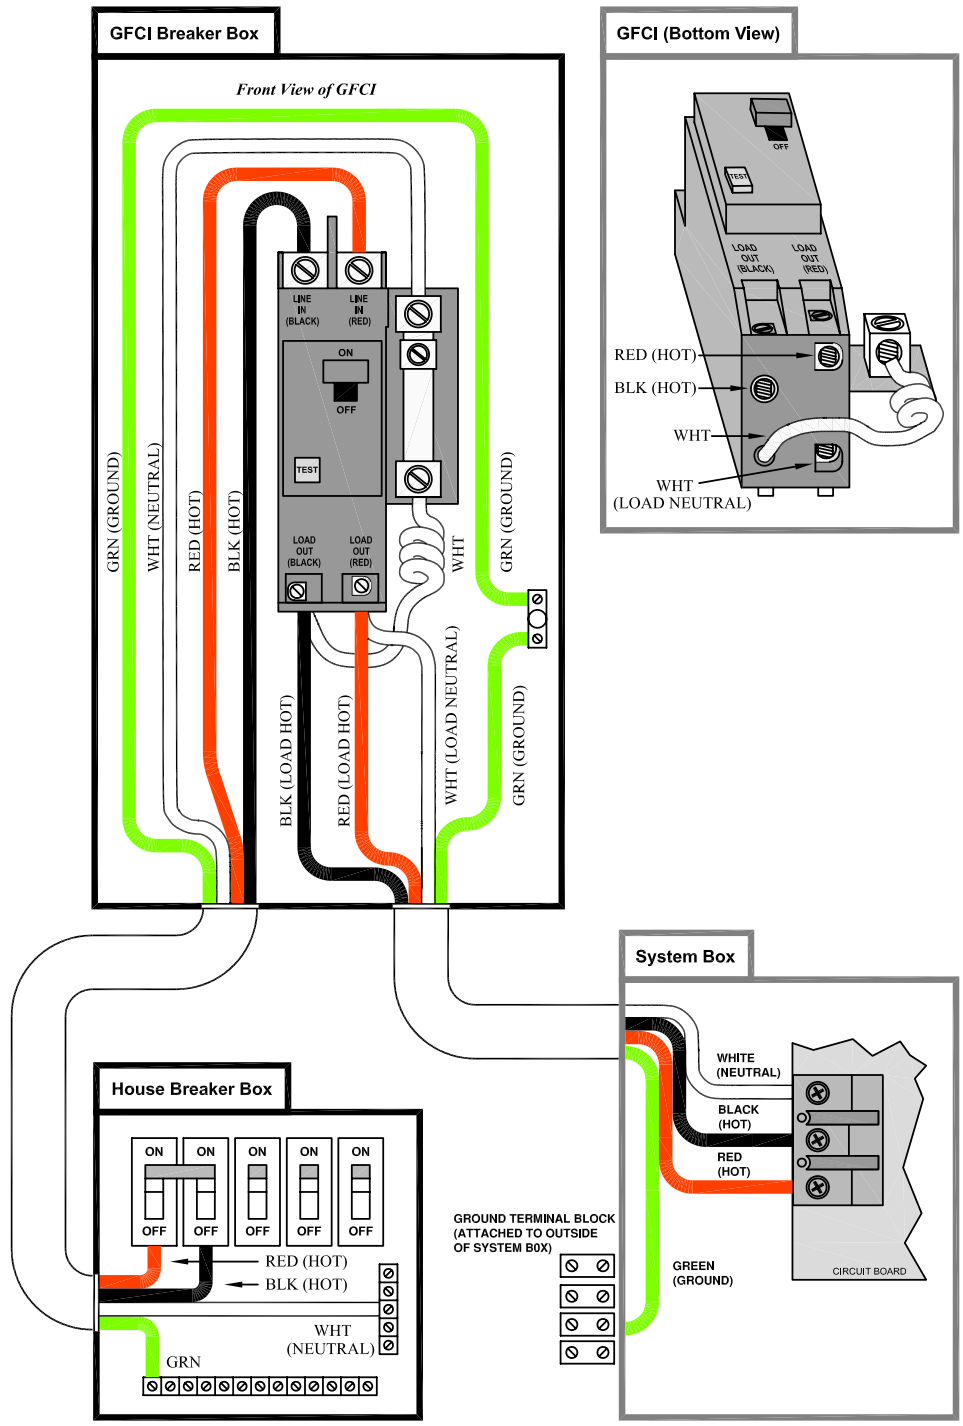 GFCI Breaker Box
Front View of GFCI
LINE
IN
(BLACK)
LINE
IN
(RED)
ON
OFF
TEST
LOAD
OUT
(BLACK)
LOAD
OUT
(RED)
GRN (GROUND)
WHT (NEUTRAL)
RED (HOT)
BLK (HOT)
WHT
GRN (GROUND)
BLK (LOAD HOT)
RED (LOAD HOT)
WHT (LOAD NEUTRAL)
GRN (GROUND)
GFCI (Bottom View)
OFF
TEST
LOAD
OUT
(BLACK)
LOAD
OUT
(RED)
RED (HOT)
BLK (HOT)
WHT
WHT
(LOAD NEUTRAL)
House Breaker Box
ON
ON
ON
ON
ON
OFF
OFF
OFF
OFF
OFF
RED (HOT)
BLK (HOT)
WHT
(NEUTRAL)
GRN
System Box
WHITE
(NEUTRAL)
BLACK
(HOT)
RED
(HOT)
GROUND TERMINAL BLOCK
(ATTACHED TO OUTSIDE
OF SYSTEM B0X)
GREEN
(GROUND)
CIRCUIT BOARD